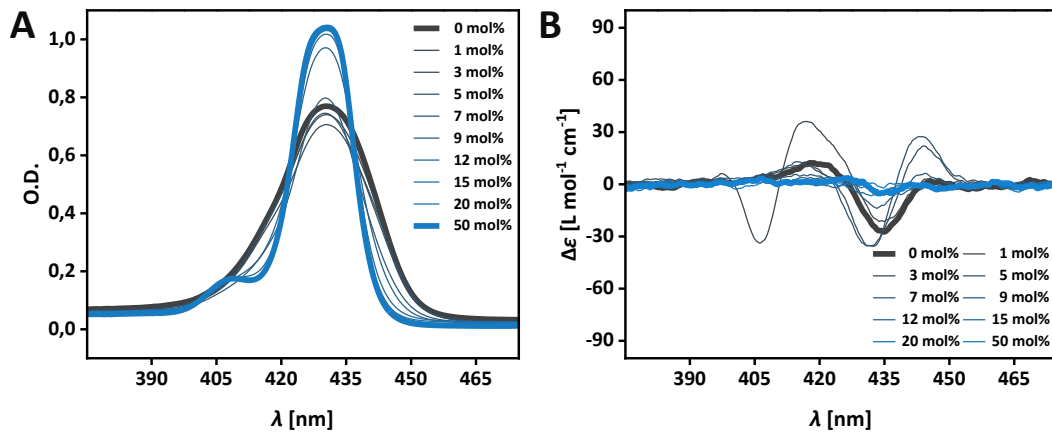 A
1,0
0,8
0,6
0,4
0,2
0,0
O.D.
390 405 420 435 450 465
λ [nm]
0 mol%
1 mol%
3 mol%
5 mol%
7 mol%
9 mol%
12 mol%
15 mol%
20 mol%
50 mol%
B
90
60
30
0
-30
-60
-90
Δε [L mol⁻¹ cm⁻¹]
390 405 420 435 450 465
λ [nm]
0 mol% 1 mol%
3 mol% 5 mol%
7 mol% 9 mol%
12 mol% 15 mol%
20 mol% 50 mol%